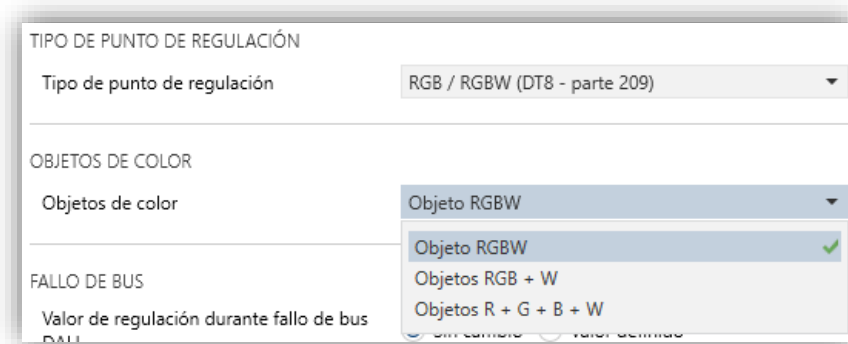 TIPO DE PUNTO DE REGULACIÓN
Tipo de punto de regulación RGB / RGBW (DT8 - parte 209)
OBJETOS DE COLOR
Objetos de color Objeto RGBW
Objeto RGBW
FALLO DE BUS Objetos RGB + W
Objetos R + G + B + W
Valor de regulación durante fallo de bus